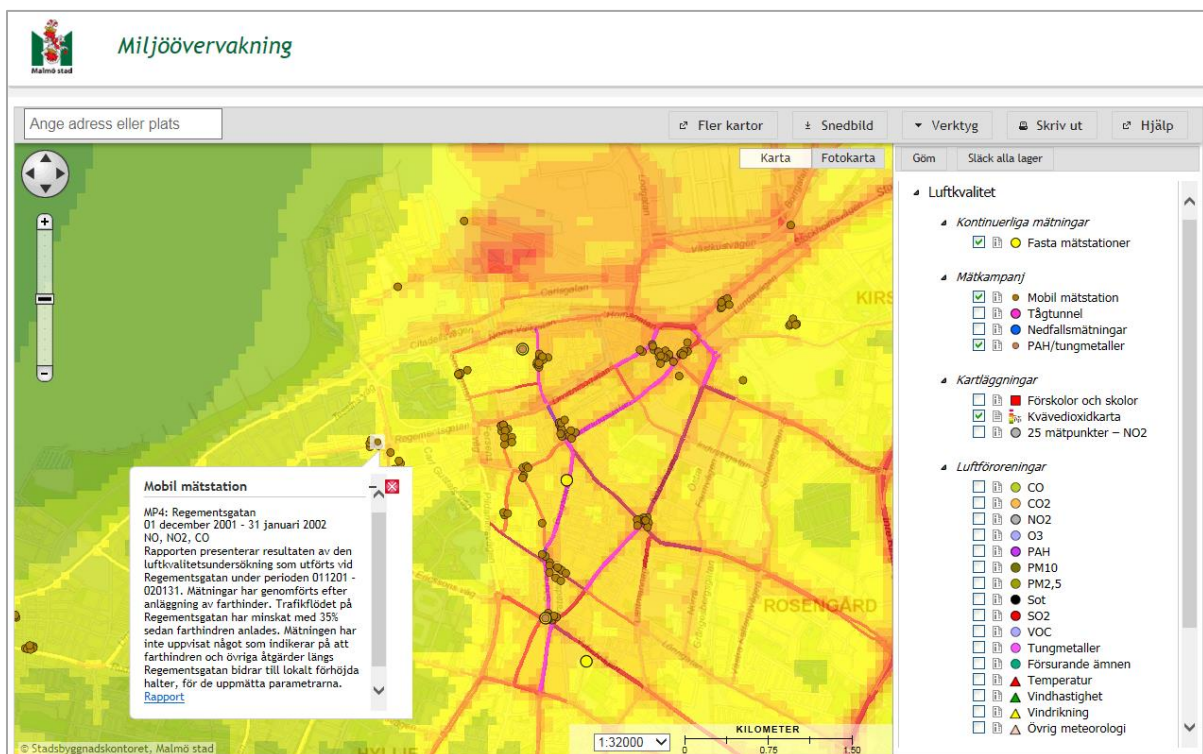 Malmö stad
Miljöövervakning
Ange adress eller plats
Fler kartor
Snedbild
Verktyg
Skriv ut
Hjälp
Karta
Fotokarta
Göm
Släck alla lager
Luftkvalitet
Kontinuerliga mätningar
Fasta mätstationer
Mätkampanj
Mobil mätstation
Tågtunnel
Nedfallsmätningar
PAH/tungmetaller
Kartläggningar
Förskolor och skolor
Kvävedioxidkarta
25 mätpunkter – NO2
Luftföroreningar
CO
CO2
NO2
O3
PAH
PM10
PM2,5
Sot
SO2
VOC
Tungmetaller
Försurande ämnen
Temperatur
Vindhastighet
Vindrikning
Övrig meteorologi
Carlsgatan
KIRS
Regementsgatan
ROSENGÅRD
Mobil mätstation
MP4: Regementsgatan
01 december 2001 - 31 januari 2002
NO, NO2, CO
Rapporten presenterar resultaten av den
luftkvalitetsundersökning som utförts vid
Regementsgatan under perioden 011201 -
020131. Mätningar har genomförts efter
anläggning av farthinder. Trafikflödet på
Regementsgatan har minskat med 35%
sedan farthindren anlades. Mätningen har
inte uppvisat något som indikerar på att
farthindren och övriga åtgärder längs
Regementsgatan bidrar till lokalt förhöjda
halter, för de uppmätta parametrarna.
Rapport
© Stadsbyggnadskontoret, Malmö stad
HYLLIE
1:32000
KILOMETER
0 0.75 1.50